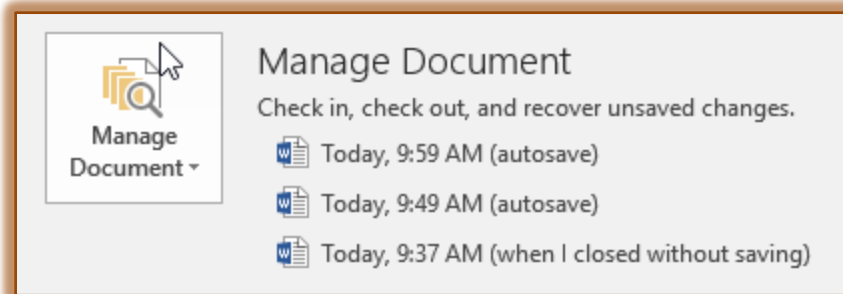 Manage Document
Manage Document
Check in, check out, and recover unsaved changes.
Today, 9:59 AM (autosave)
Today, 9:49 AM (autosave)
Today, 9:37 AM (when I closed without saving)